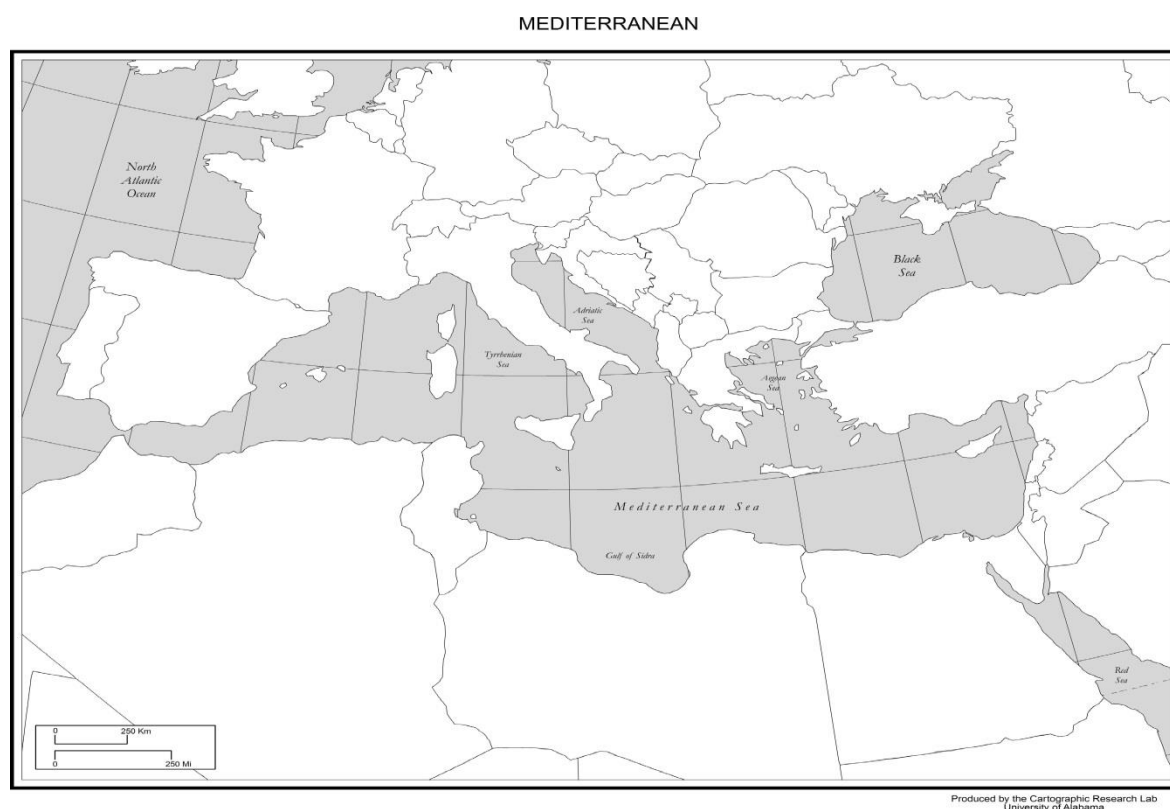 MEDITERRANEAN
North
Atlantic
Ocean
Black
Sea
Adriatic
Sea
Tyrrhenian
Sea
Aegean
Sea
Mediterranean Sea
Gulf of Sidra
Red
Sea
0 250 Km
0 250 Mi
Produced by the Cartographic Research Lab
University of Alabama